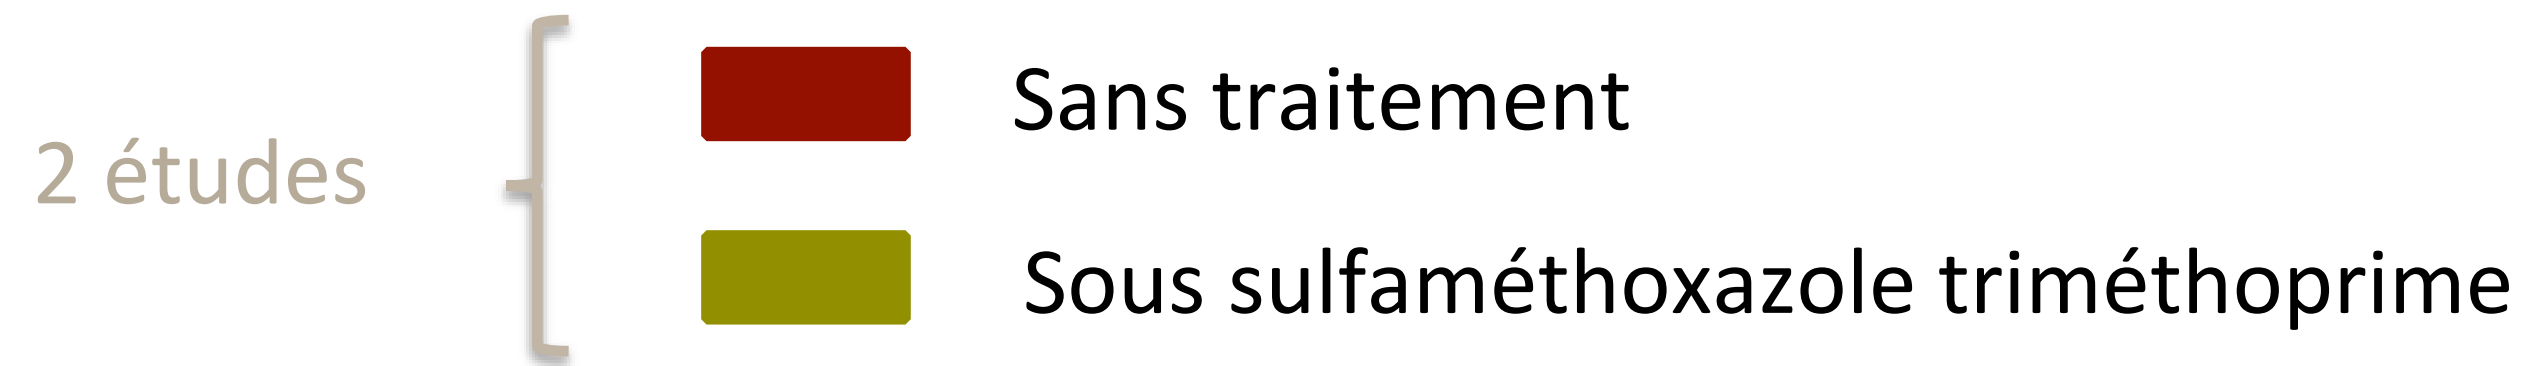 2 études
Sans traitement
Sous sulfaméthoxazole triméthoprime